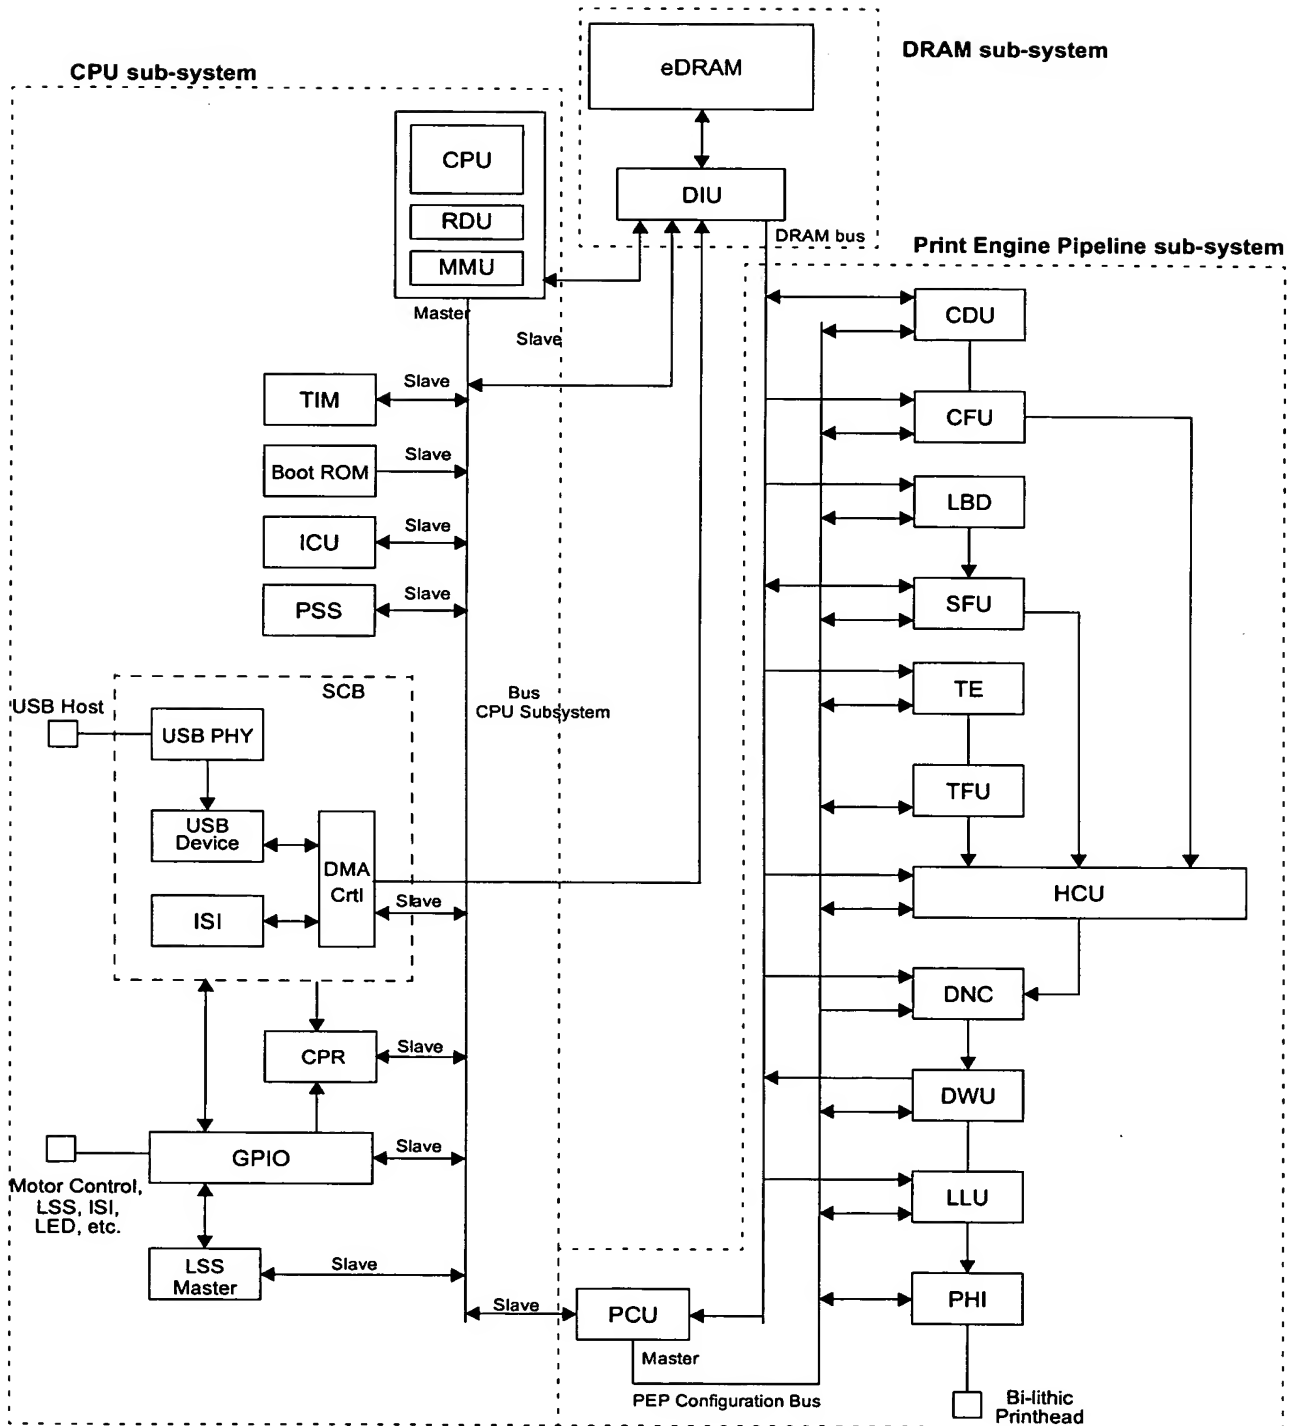 DRAM sub-system
eDRAM
CPU sub-system
CPU
RDU
MMU
DIU
DRAM bus
Print Engine Pipeline sub-system
Master
Slave
CDU
TIM
Slave
CFU
Boot ROM
Slave
LBD
ICU
Slave
PSS
Slave
SFU
SCB
TE
Bus
CPU Subsystem
USB Host
USB PHY
TFU
USB
Device
DMA
Crtl
Slave
HCU
ISI
DNC
CPR
Slave
DWU
GPIO
Slave
Motor Control,
LSS, ISI,
LED, etc.
LLU
LSS
Master
Slave
Slave
PCU
PHI
Master
PEP Configuration Bus
Bi-lithic
Printhead